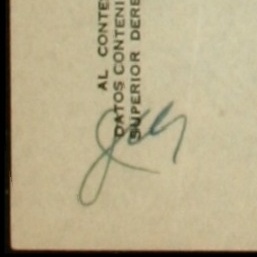 AL CONTE
DATOS CONTENI
SUPERIOR DERE